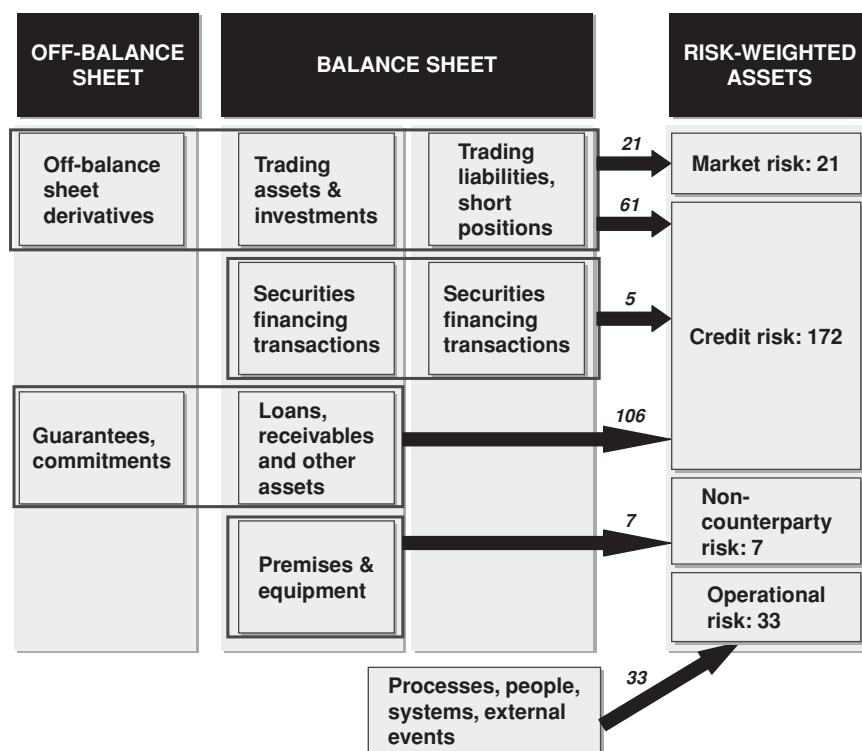 OFF-BALANCE
SHEET
BALANCE SHEET
RISK-WEIGHTED
ASSETS
Off-balance
sheet
derivatives
Trading
assets &
investments
Trading
liabilities,
short
positions
21
61
Market risk: 21
Securities
financing
transactions
Securities
financing
transactions
5
Credit risk: 172
Guarantees,
commitments
Loans,
receivables
and other
assets
106
Premises &
equipment
7
Non-
counterparty
risk: 7
Operational
risk: 33
Processes, people,
systems, external
events
33